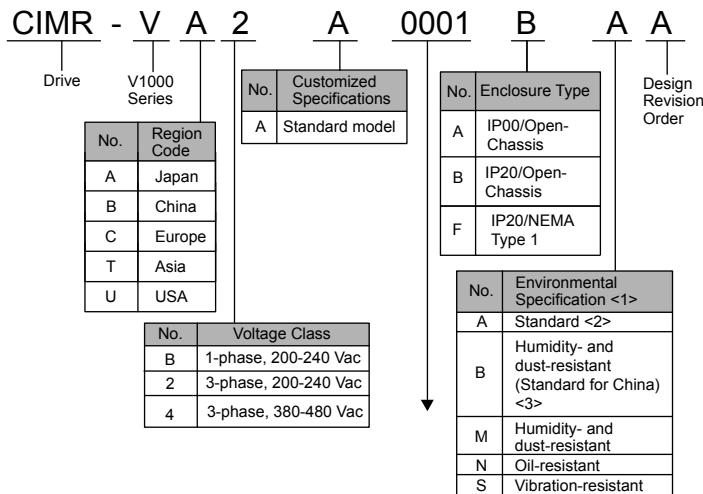 CIMR - V A 2 A 0001 B A A
Drive
V1000
Series
Design
Revision
Order
No. Customized
Specifications
A Standard model
No. Enclosure Type
A IP00/Open-
Chassis
B IP20/Open-
Chassis
F IP20/NEMA
Type 1
No. Region
Code
A Japan
B China
C Europe
T Asia
U USA
No. Voltage Class
B 1-phase, 200-240 Vac
2 3-phase, 200-240 Vac
4 3-phase, 380-480 Vac
No. Environmental
Specification <1>
A Standard <2>
B Humidity- and
dust-resistant
(Standard for China)
<3>
M Humidity- and
dust-resistant
N Oil-resistant
S Vibration-resistant